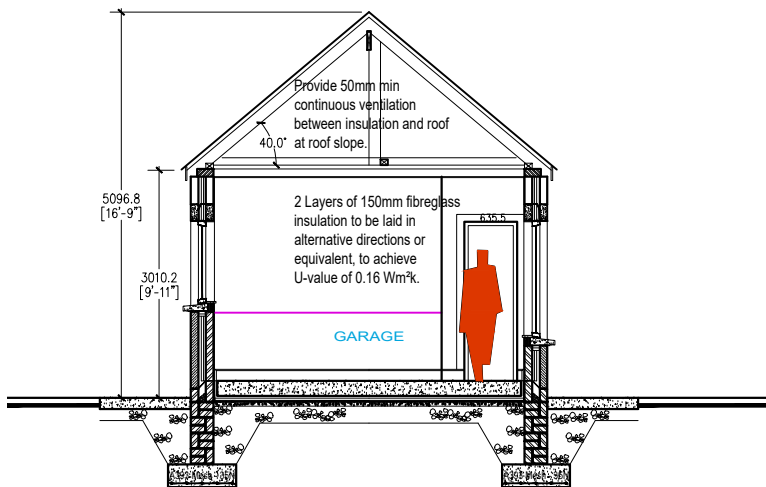 Provide 50mm min
continuous ventilation
between insulation and roof
at roof slope.
40.0°
5096.8
[16'-9"]
2 Layers of 150mm fibreglass
insulation to be laid in
alternative directions or
equivalent, to achieve
U-value of 0.16 Wm²k.
635.5
3010.2
[9'-11"]
GARAGE